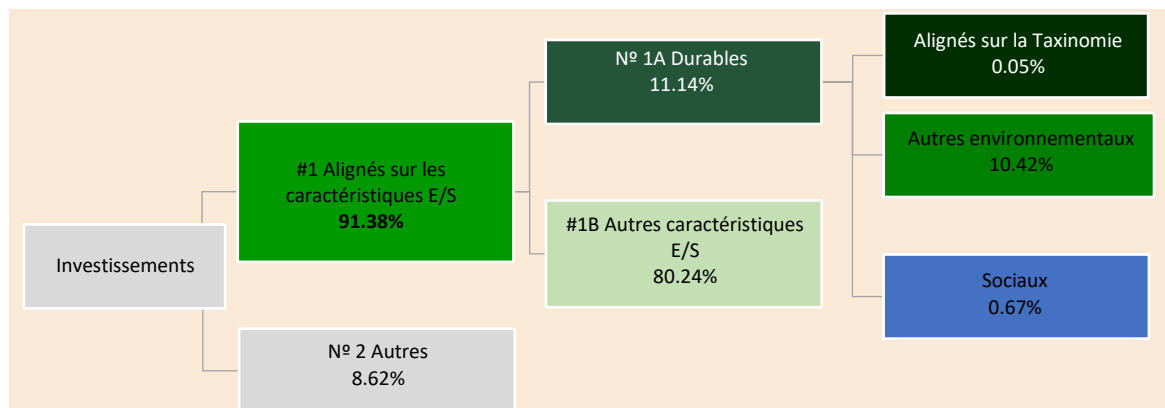 Investissements
#1 Alignés sur les
caractéristiques E/S
91.38%
Nº 2 Autres
8.62%
Nº 1A Durables
11.14%
#1B Autres caractéristiques
E/S
80.24%
Alignés sur la Taxinomie
0.05%
Autres environnementaux
10.42%
Sociaux
0.67%